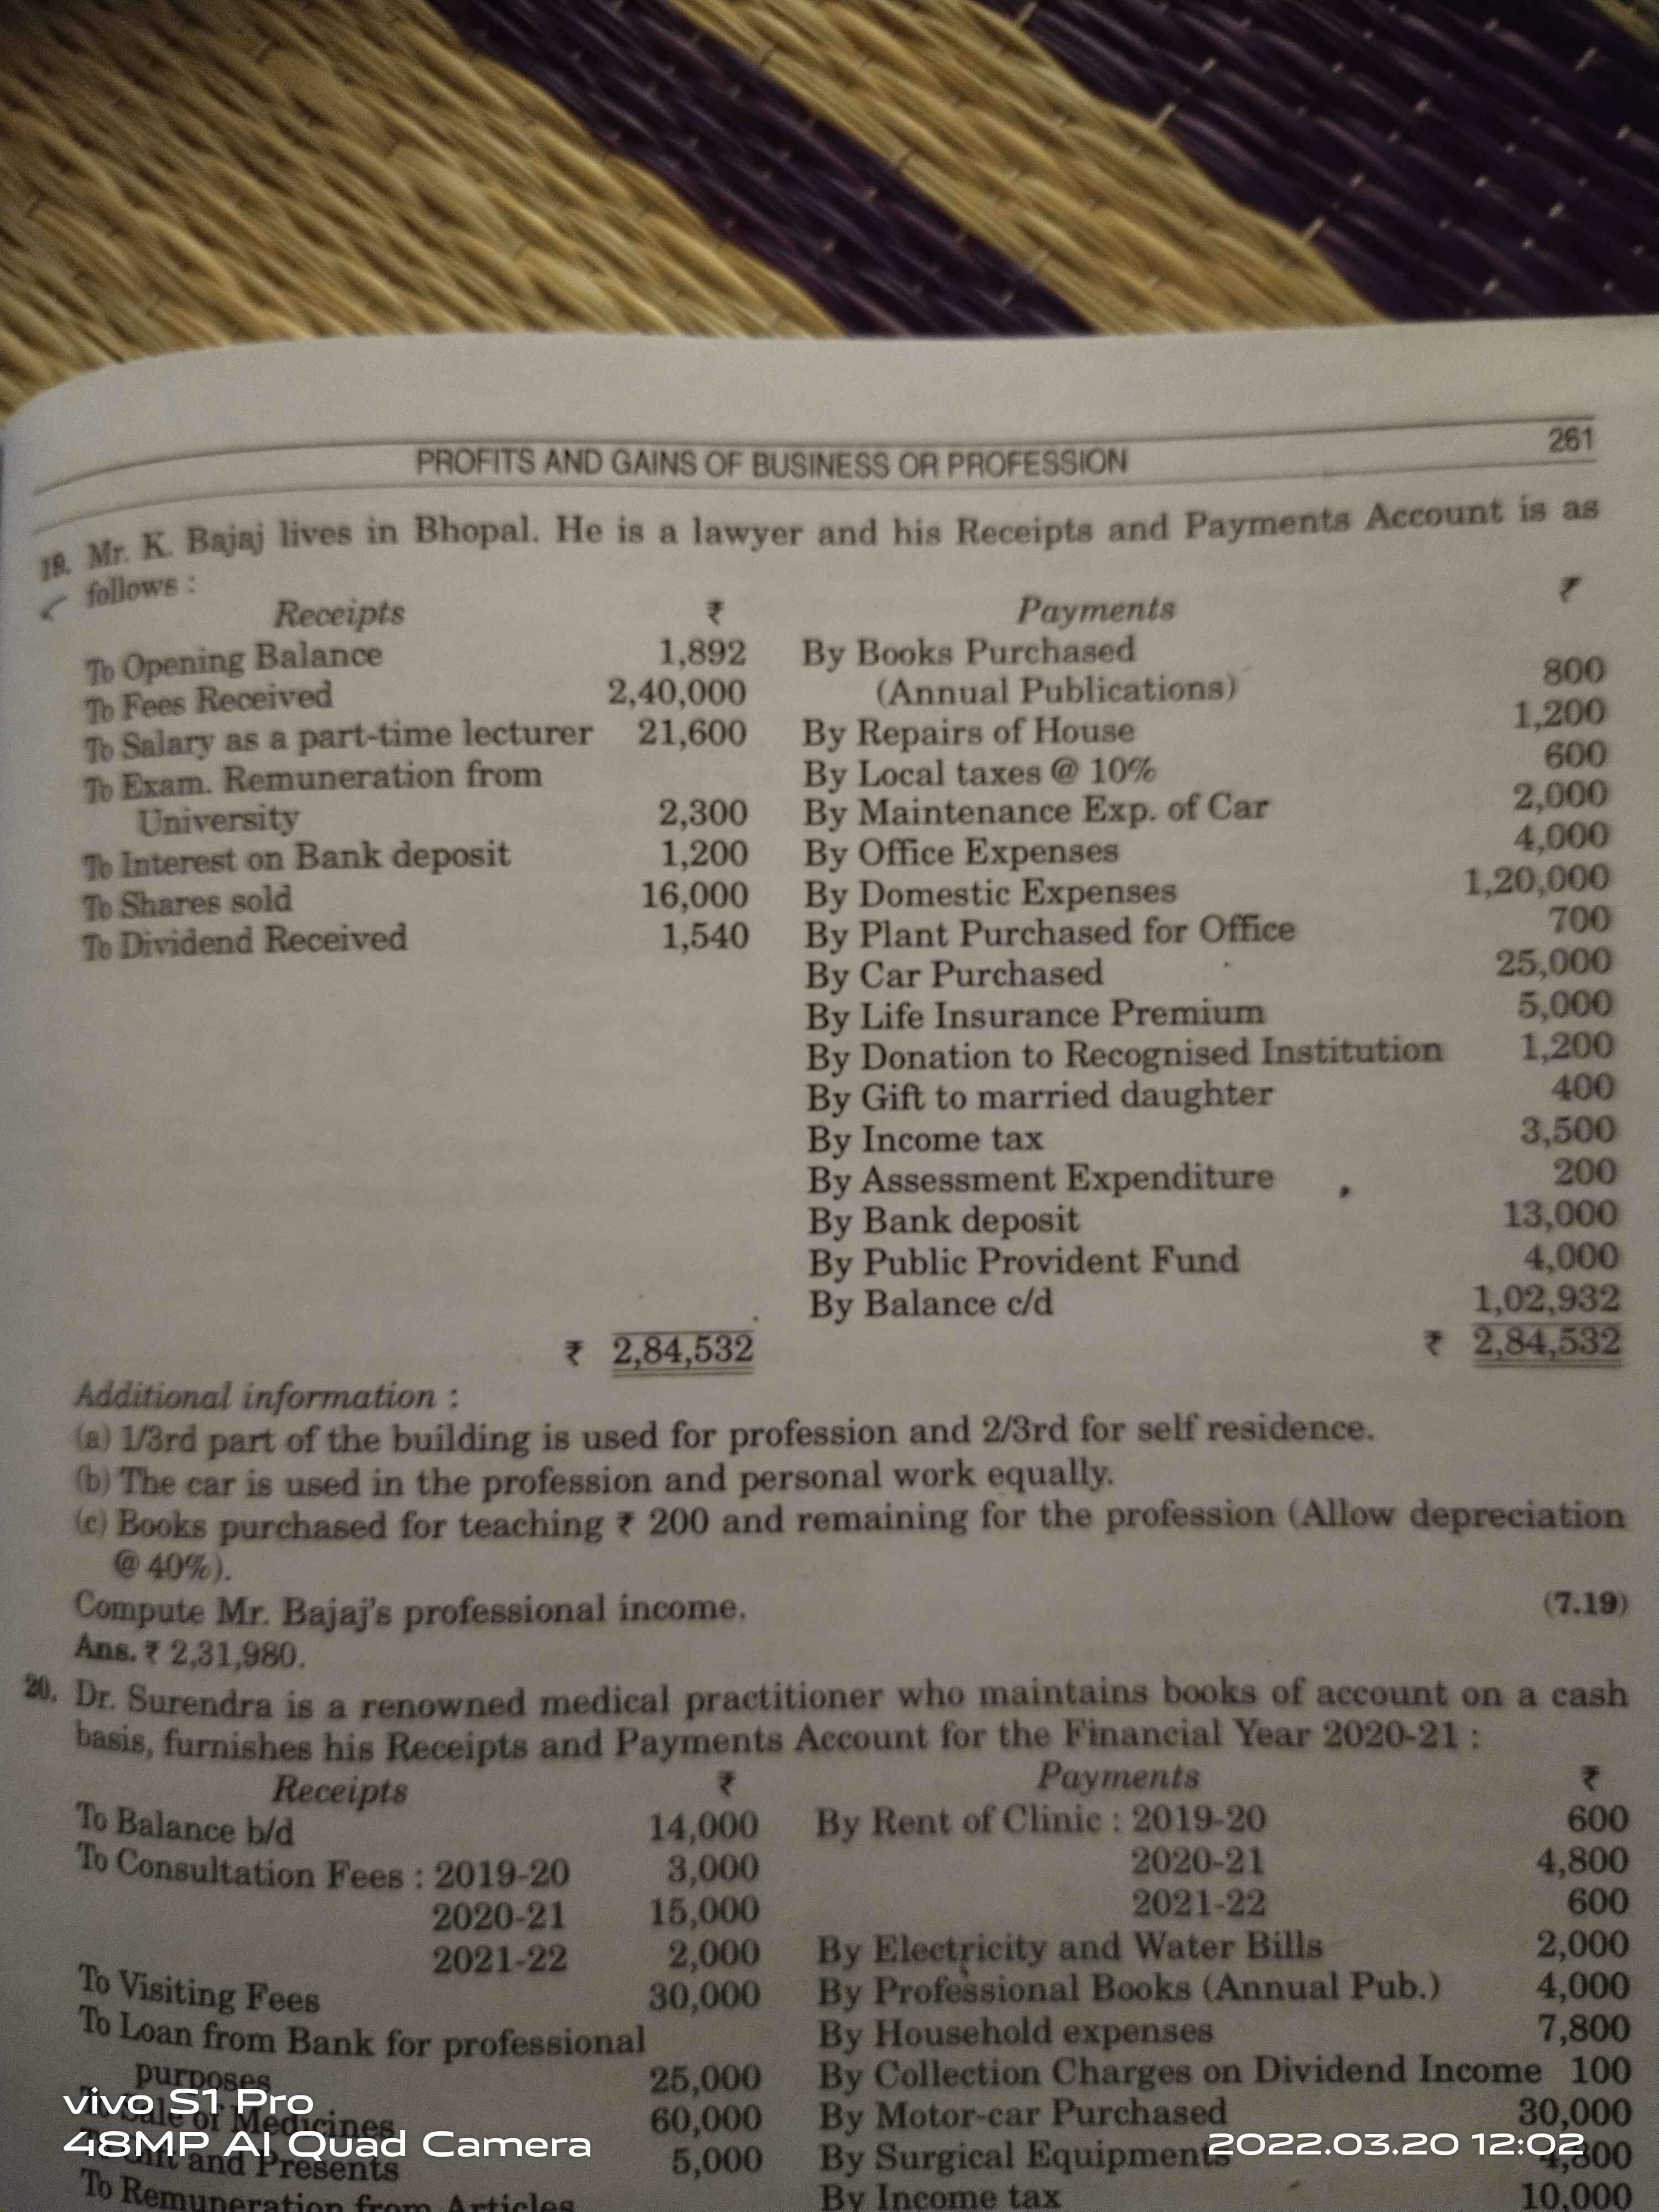 PROFITS AND GAINS OF BUSINESS OR PROFESSION 261
19. Mr. K. Bajaj lives in Bhopal. He is a lawyer and his Receipts and Payments Account is as
follows :
Receipts ₹ Payments ₹
To Opening Balance 1,892 By Books Purchased
To Fees Received 2,40,000 (Annual Publications) 800
To Salary as a part-time lecturer 21,600 By Repairs of House 1,200
To Exam. Remuneration from By Local taxes @ 10% 600
University 2,300 By Maintenance Exp. of Car 2,000
To Interest on Bank deposit 1,200 By Office Expenses 4,000
To Shares sold 16,000 By Domestic Expenses 1,20,000
To Dividend Received 1,540 By Plant Purchased for Office 700
By Car Purchased 25,000
By Life Insurance Premium 5,000
By Donation to Recognised Institution 1,200
By Gift to married daughter 400
By Income tax 3,500
By Assessment Expenditure 200
By Bank deposit 13,000
By Public Provident Fund 4,000
By Balance c/d 1,02,932
₹ 2,84,532 ₹ 2,84,532
Additional information :
(a) 1/3rd part of the building is used for profession and 2/3rd for self residence.
(b) The car is used in the profession and personal work equally.
(c) Books purchased for teaching ₹ 200 and remaining for the profession (Allow depreciation
@ 40%).
Compute Mr. Bajaj's professional income. (7.19)
Ans. ₹ 2,31,980.
20. Dr. Surendra is a renowned medical practitioner who maintains books of account on a cash
basis, furnishes his Receipts and Payments Account for the Financial Year 2020-21 :
Receipts ₹ Payments ₹
To Balance b/d 14,000 By Rent of Clinic : 2019-20 600
To Consultation Fees : 2019-20 3,000 2020-21 4,800
2020-21 15,000 2021-22 600
2021-22 2,000 By Electricity and Water Bills 2,000
To Visiting Fees 30,000 By Professional Books (Annual Pub.) 4,000
To Loan from Bank for professional By Household expenses 7,800
purposes 25,000 By Collection Charges on Dividend Income 100
To Sale of Medicines 60,000 By Motor-car Purchased 30,000
and Presents 5,000 By Surgical Equipments 4,800
To Remuneration from Articles By Income tax 10,000
vivo S1 Pro
48MP AI Quad Camera 2022.03.20 12:02